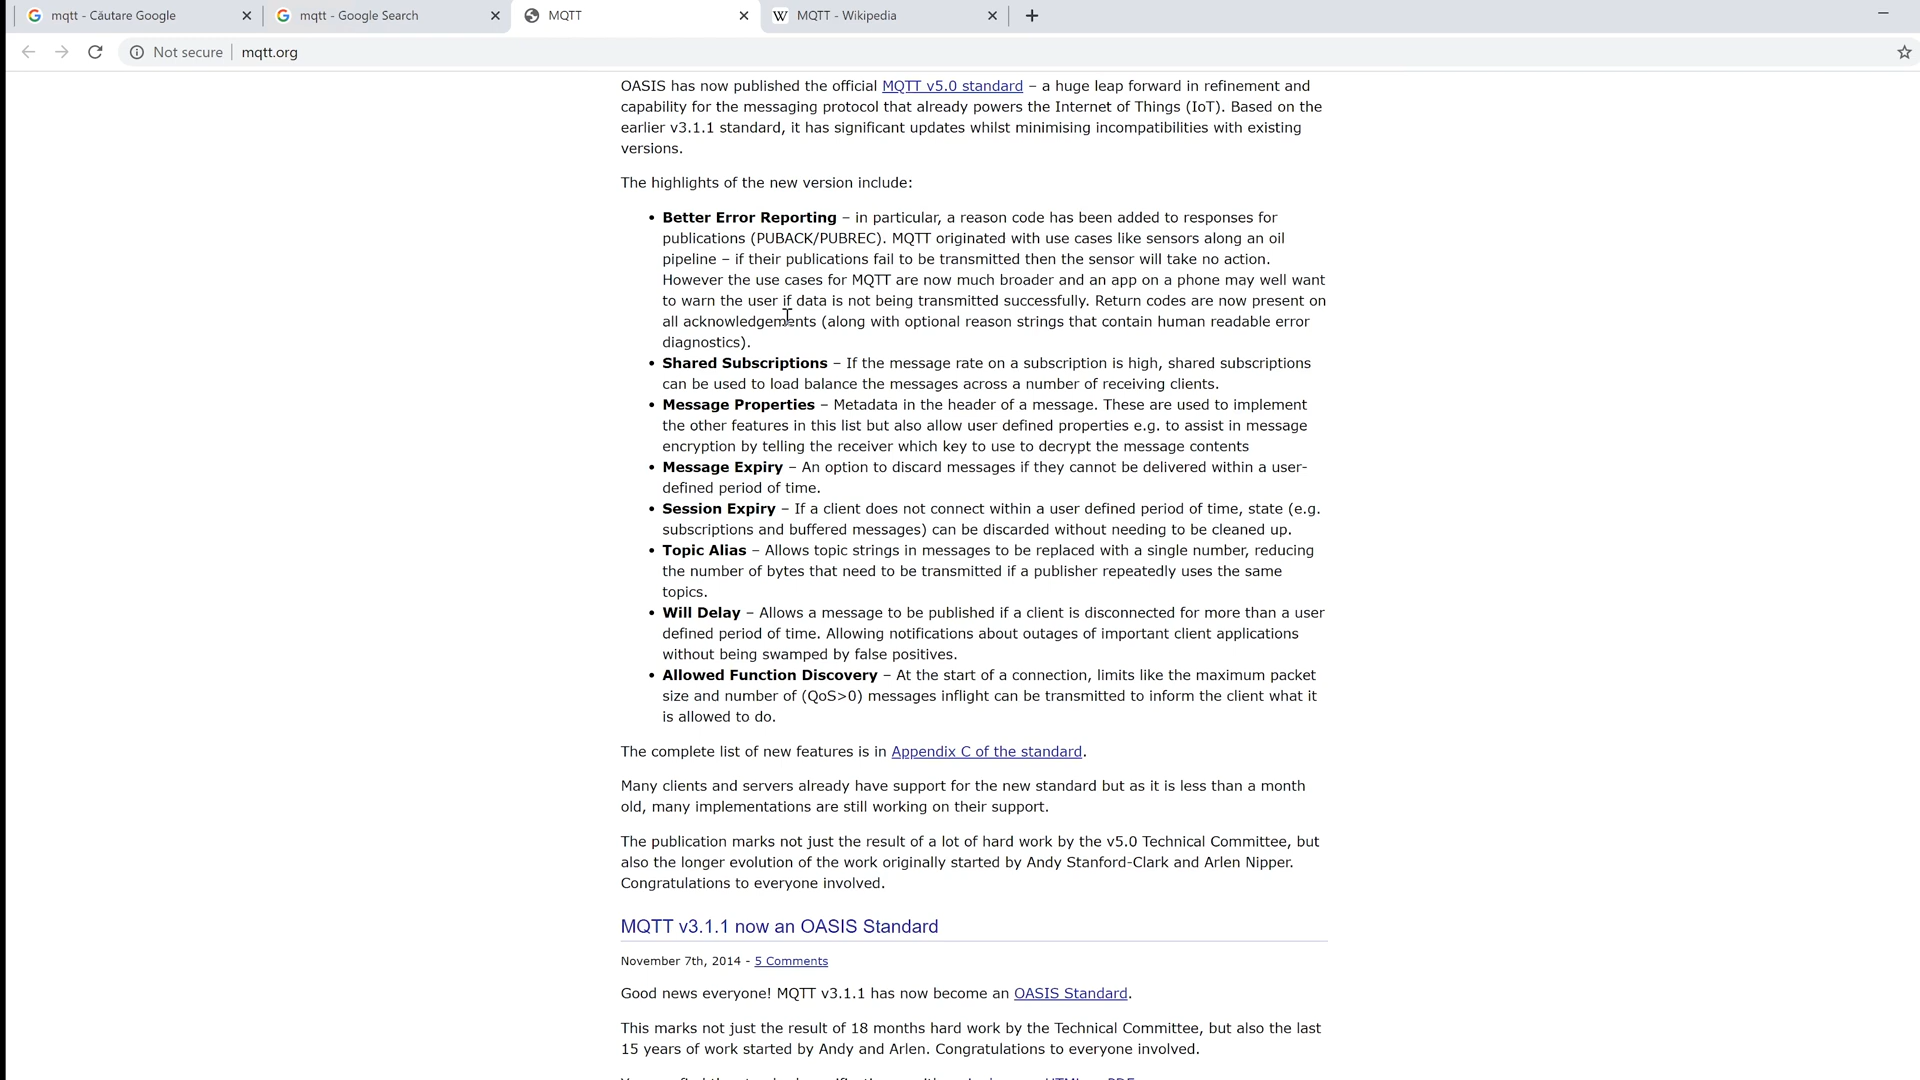 mqtt - Căutare Google
mqtt - Google Search
MQTT
MQTT - Wikipedia
Not secure
mqtt.org
OASIS has now published the official MQTT v5.0 standard – a huge leap forward in refinement and
capability for the messaging protocol that already powers the Internet of Things (IoT). Based on the
earlier v3.1.1 standard, it has significant updates whilst minimising incompatibilities with existing
versions.
The highlights of the new version include:
• Better Error Reporting – in particular, a reason code has been added to responses for
publications (PUBACK/PUBREC). MQTT originated with use cases like sensors along an oil
pipeline – if their publications fail to be transmitted then the sensor will take no action.
However the use cases for MQTT are now much broader and an app on a phone may well want
to warn the user if data is not being transmitted successfully. Return codes are now present on
all acknowledgements (along with optional reason strings that contain human readable error
diagnostics).
• Shared Subscriptions – If the message rate on a subscription is high, shared subscriptions
can be used to load balance the messages across a number of receiving clients.
• Message Properties – Metadata in the header of a message. These are used to implement
the other features in this list but also allow user defined properties e.g. to assist in message
encryption by telling the receiver which key to use to decrypt the message contents
• Message Expiry – An option to discard messages if they cannot be delivered within a user-
defined period of time.
• Session Expiry – If a client does not connect within a user defined period of time, state (e.g.
subscriptions and buffered messages) can be discarded without needing to be cleaned up.
• Topic Alias – Allows topic strings in messages to be replaced with a single number, reducing
the number of bytes that need to be transmitted if a publisher repeatedly uses the same
topics.
• Will Delay – Allows a message to be published if a client is disconnected for more than a user
defined period of time. Allowing notifications about outages of important client applications
without being swamped by false positives.
• Allowed Function Discovery – At the start of a connection, limits like the maximum packet
size and number of (QoS>0) messages inflight can be transmitted to inform the client what it
is allowed to do.
The complete list of new features is in Appendix C of the standard.
Many clients and servers already have support for the new standard but as it is less than a month
old, many implementations are still working on their support.
The publication marks not just the result of a lot of hard work by the v5.0 Technical Committee, but
also the longer evolution of the work originally started by Andy Stanford-Clark and Arlen Nipper.
Congratulations to everyone involved.
MQTT v3.1.1 now an OASIS Standard
November 7th, 2014 - 5 Comments
Good news everyone! MQTT v3.1.1 has now become an OASIS Standard.
This marks not just the result of 18 months hard work by the Technical Committee, but also the last
15 years of work started by Andy and Arlen. Congratulations to everyone involved.